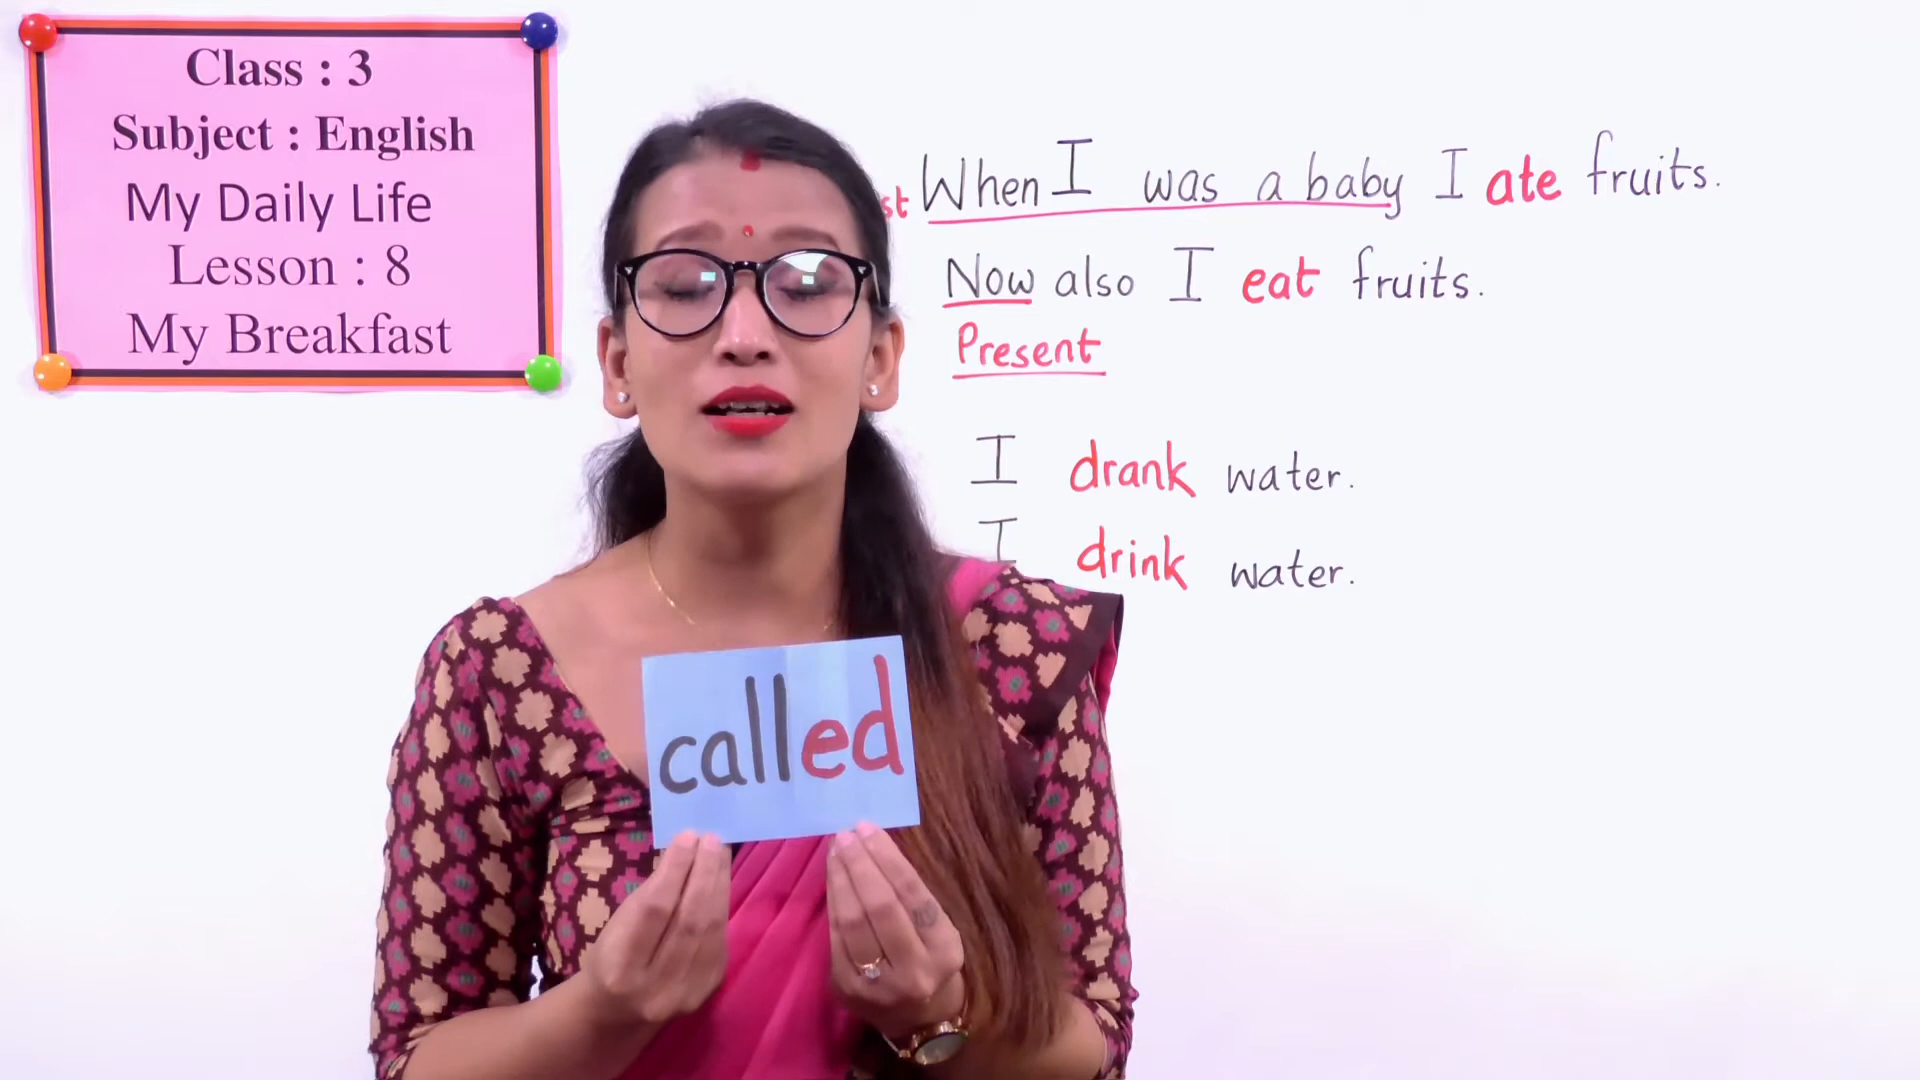 Class : 3
Subject : English
My Daily Life
Lesson : 8
My Breakfast
When I was a baby I ate fruits.
Now also I eat fruits.
Present
I drank water.
I drink water.
called